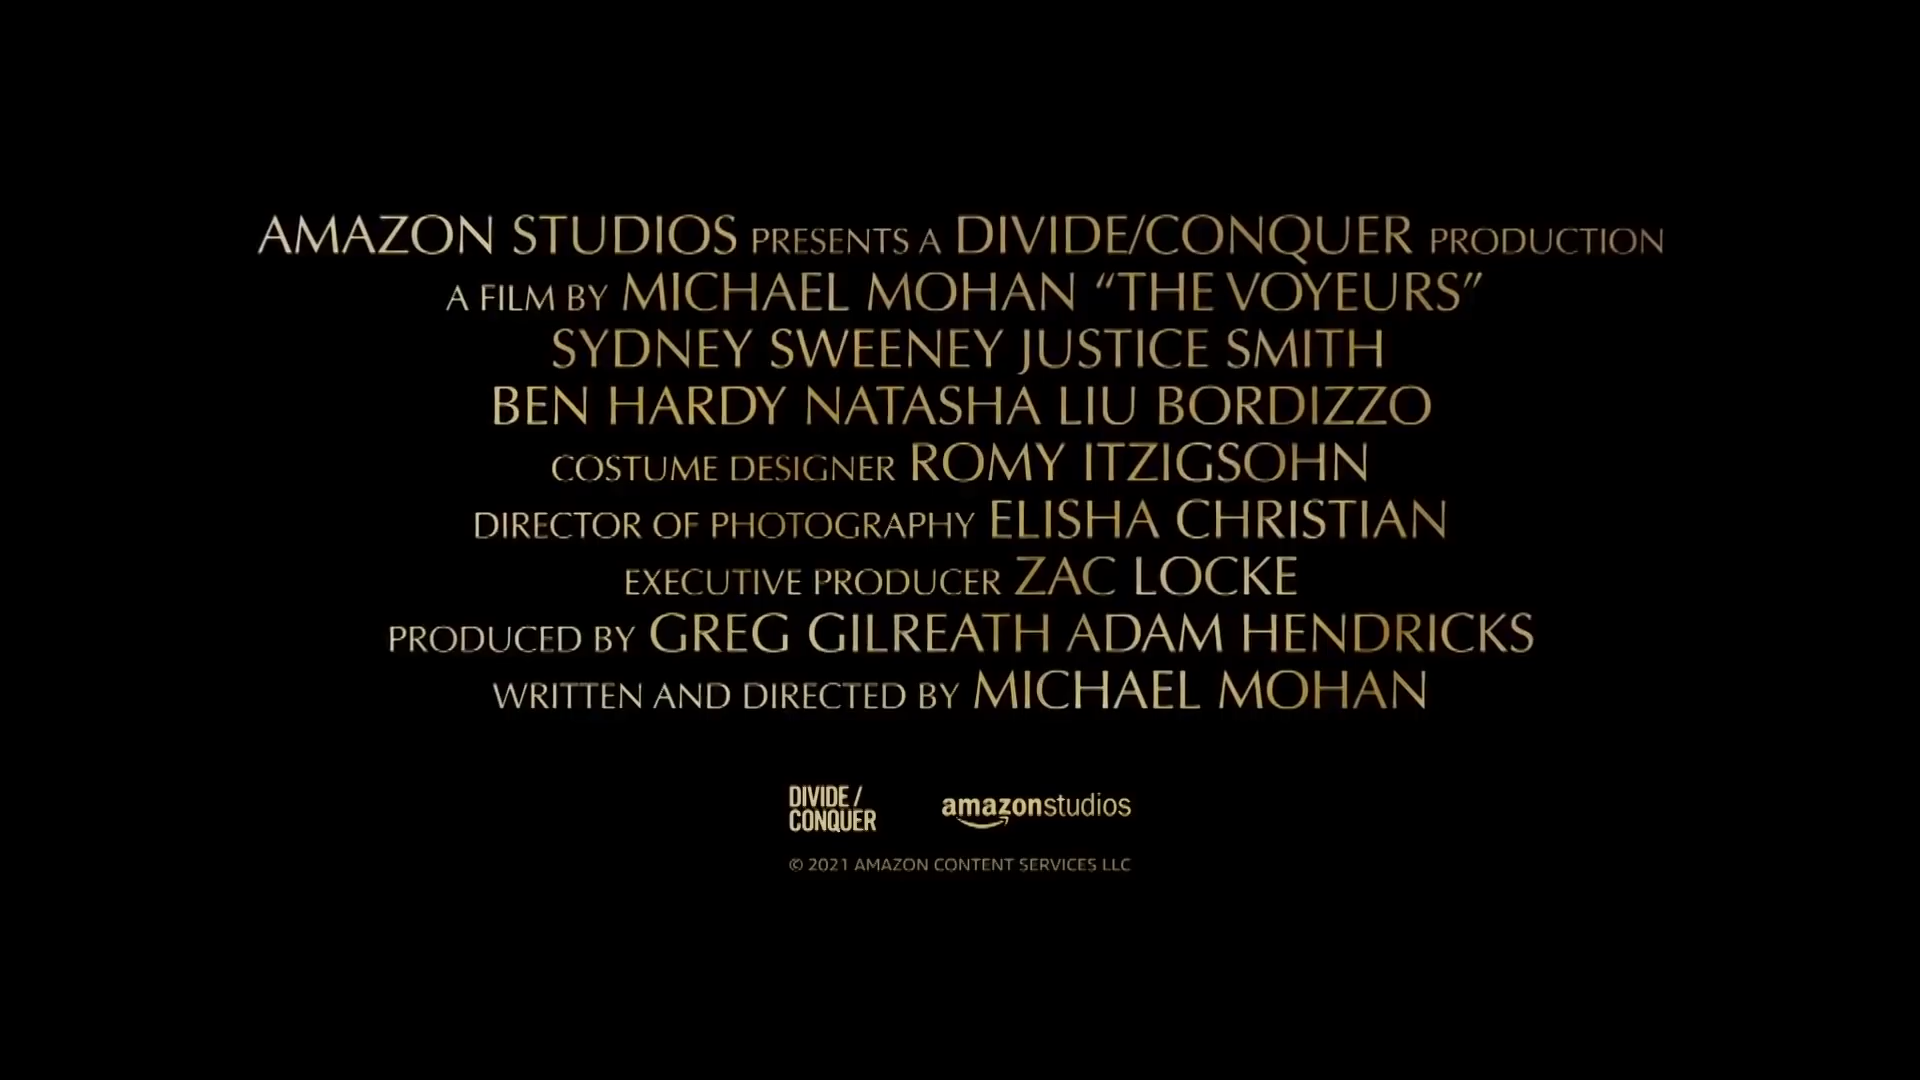 AMAZON STUDIOS PRESENTS A DIVIDE/CONQUER PRODUCTION
A FILM BY MICHAEL MOHAN “THE VOYEURS”
SYDNEY SWEENEY JUSTICE SMITH
BEN HARDY NATASHA LIU BORDIZZO
COSTUME DESIGNER ROMY ITZIGSOHN
DIRECTOR OF PHOTOGRAPHY ELISHA CHRISTIAN
EXECUTIVE PRODUCER ZAC LOCKE
PRODUCED BY GREG GILREATH ADAM HENDRICKS
WRITTEN AND DIRECTED BY MICHAEL MOHAN
DIVIDE /
CONQUER
amazonstudios
© 2021 AMAZON CONTENT SERVICES LLC